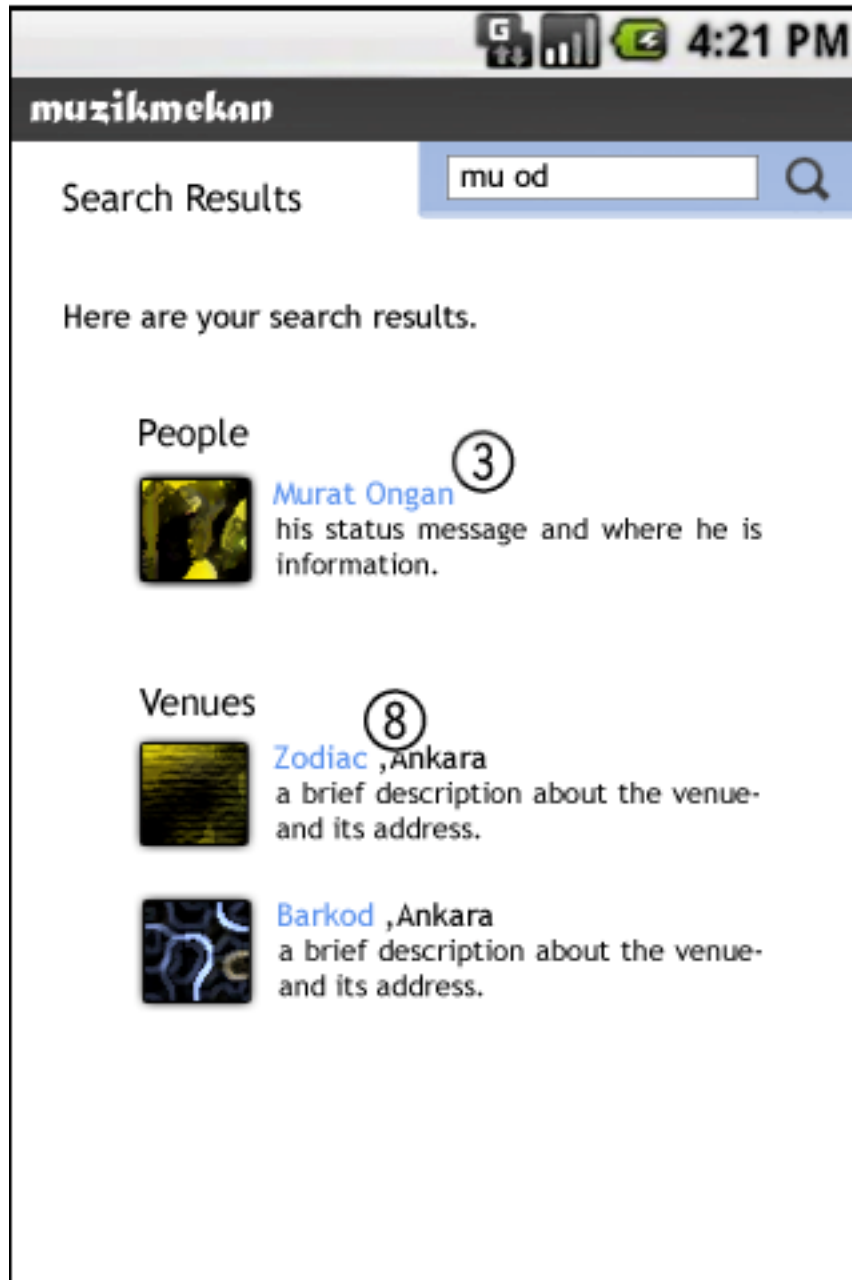 G 4:21 PM
muzikmekan
Search Results
mu od
Here are your search results.
People
3
Murat Ongan
his status message and where he is
information.
Venues
8
Zodiac ,Ankara
a brief description about the venue-
and its address.
Barkod ,Ankara
a brief description about the venue-
and its address.